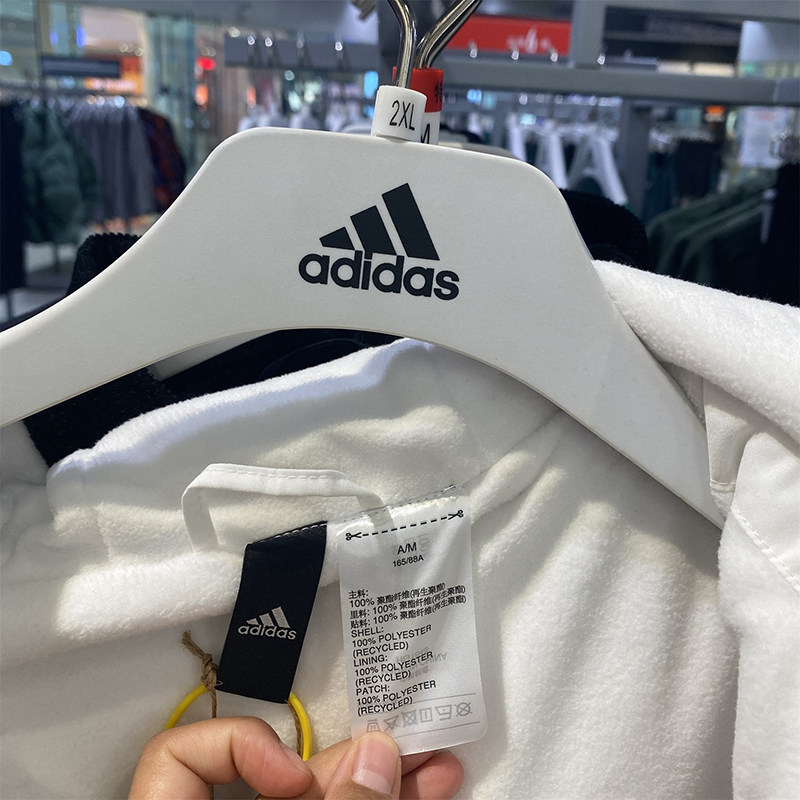 2XL
M
adidas
adidas
A/M
165/88A
主料:
100% 聚酯纤维(再生聚酯)
里料: 100% 聚酯纤维(再生聚酯)
贴料: 100% 聚酯纤维(再生聚酯)
SHELL:
100% POLYESTER
(RECYCLED)
LINING:
100% POLYESTER
(RECYCLED)
PATCH:
100% POLYESTER
(RECYCLED)